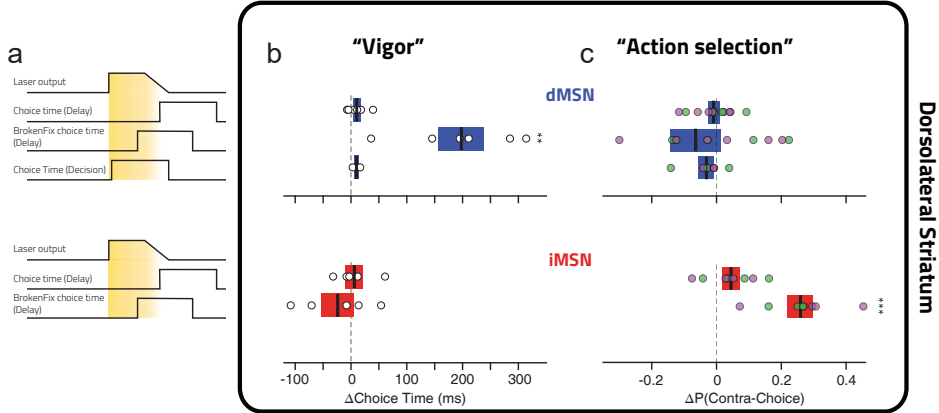 a
Laser output
Choice time (Delay)
BrokenFix choice time
(Delay)
Choice Time (Decision)
Laser output
Choice time (Delay)
BrokenFix choice time
(Delay)
b
"Vigor"
c
"Action selection"
dMSN
**
iMSN
***
-100
0
100
200
300
ΔChoice Time (ms)
-0.2
0
0.2
0.4
ΔP(Contra-Choice)
Dorsolateral Striatum